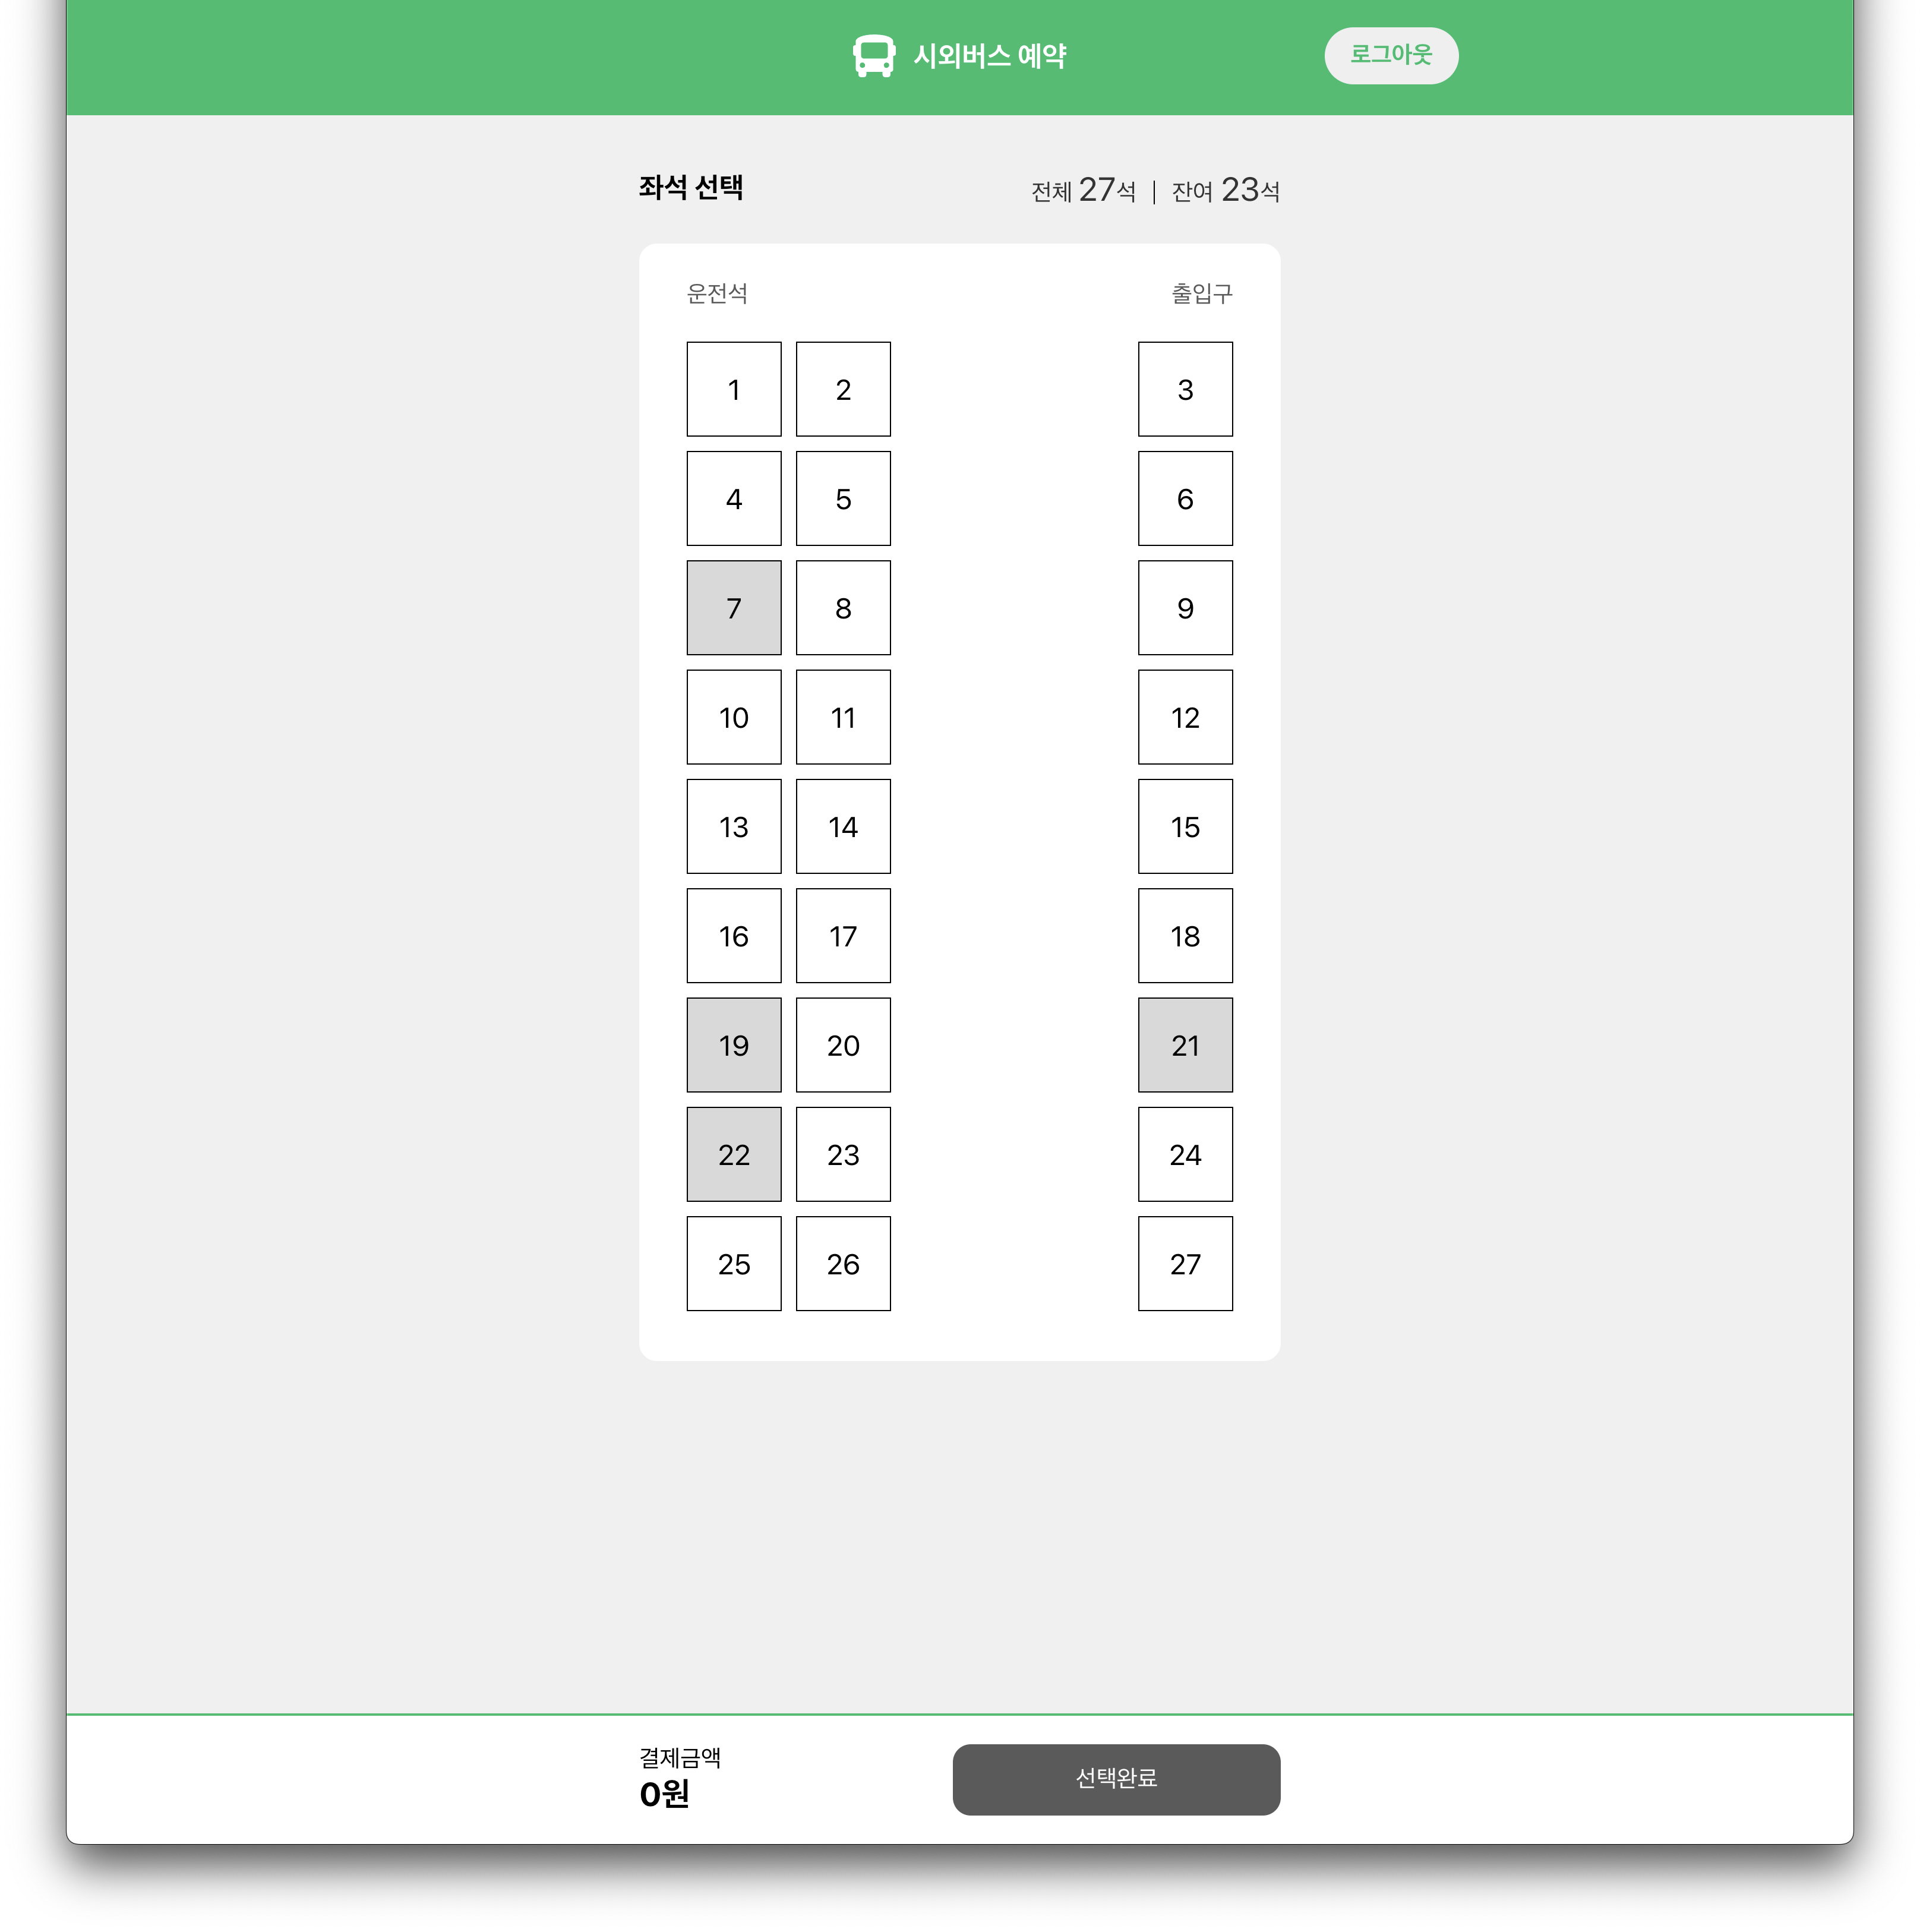 시외버스 예약
로그아웃
좌석 선택
전체 27석 | 잔여 23석
운전석
출입구
1 2 3
4 5 6
7 8 9
10 11 12
13 14 15
16 17 18
19 20 21
22 23 24
25 26 27
결제금액
0원
선택완료